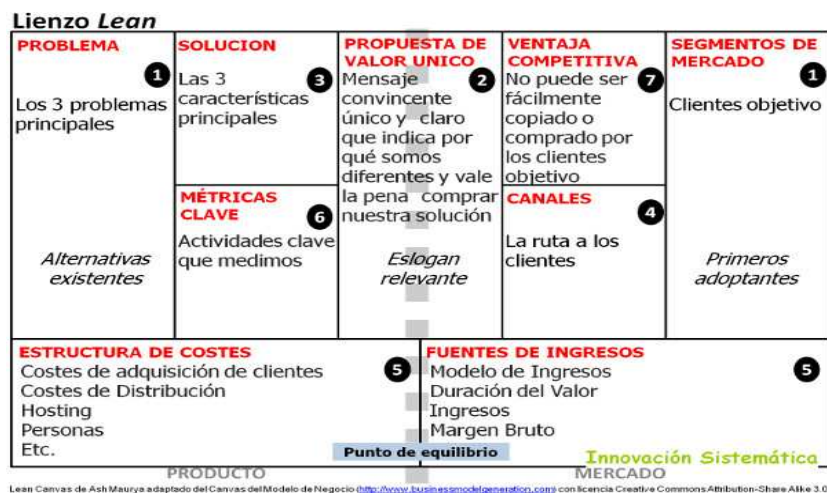 Lienzo Lean
PROBLEMA
1
Los 3 problemas
principales
Alternativas
existentes
SOLUCION
3
Las 3
características
principales
MÉTRICAS
CLAVE
6
Actividades clave
que medimos
PROPUESTA DE
VALOR UNICO
2
Mensaje
convincente
único y claro
que indica por
qué somos
diferentes y vale
la pena comprar
nuestra solución
Eslogan
relevante
VENTAJA
COMPETITIVA
7
No puede ser
fácilmente
copiado o
comprado por
los clientes
objetivo
CANALES
4
La ruta a los
clientes
SEGMENTOS DE
MERCADO
1
Clientes objetivo
Primeros
adoptantes
ESTRUCTURA DE COSTES
5
Costes de adquisición de clientes
Costes de Distribución
Hosting
Personas
Etc.
FUENTES DE INGRESOS
5
Modelo de Ingresos
Duración del Valor
Ingresos
Margen Bruto
Punto de equilibrio
Innovación Sistemática
PRODUCTO
MERCADO
Lean Canvas de Ash Maurya adaptado del Canvas del Modelo de Negocio (http://www.businessmodelgeneration.com) con licencia Creative Commons Attribution-Share Alike 3.0